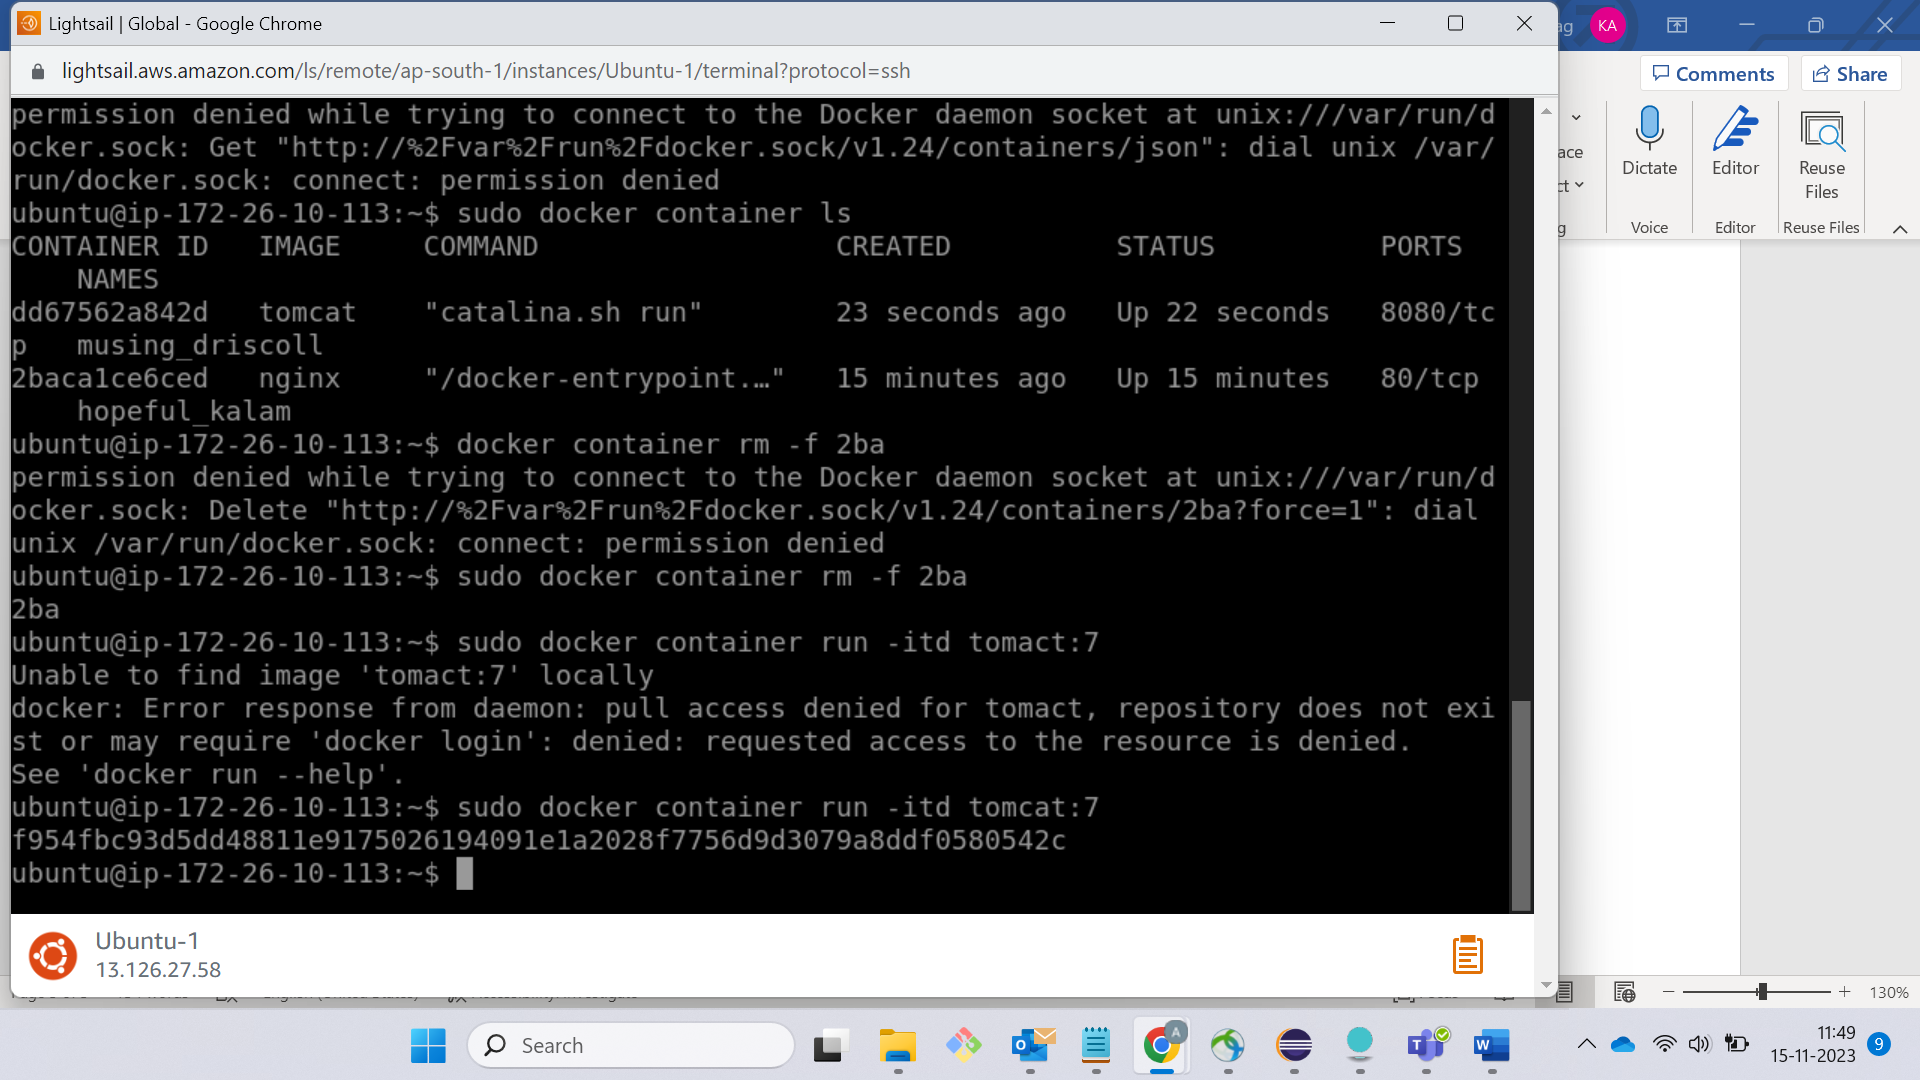 Lightsail | Global - Google Chrome
ag KA
lightsail.aws.amazon.com/ls/remote/ap-south-1/instances/Ubuntu-1/terminal?protocol=ssh
Comments Share
permission denied while trying to connect to the Docker daemon socket at unix:///var/run/d
ocker.sock: Get "http://%2Fvar%2Frun%2Fdocker.sock/v1.24/containers/json": dial unix /var/
run/docker.sock: connect: permission denied
ubuntu@ip-172-26-10-113:~$ sudo docker container ls
CONTAINER ID IMAGE COMMAND CREATED STATUS PORTS
NAMES
dd67562a842d tomcat "catalina.sh run" 23 seconds ago Up 22 seconds 8080/tc
p musing_driscoll
2baca1ce6ced nginx "/docker-entrypoint.…" 15 minutes ago Up 15 minutes 80/tcp
hopeful_kalam
ubuntu@ip-172-26-10-113:~$ docker container rm -f 2ba
permission denied while trying to connect to the Docker daemon socket at unix:///var/run/d
ocker.sock: Delete "http://%2Fvar%2Frun%2Fdocker.sock/v1.24/containers/2ba?force=1": dial
unix /var/run/docker.sock: connect: permission denied
ubuntu@ip-172-26-10-113:~$ sudo docker container rm -f 2ba
2ba
ubuntu@ip-172-26-10-113:~$ sudo docker container run -itd tomact:7
Unable to find image 'tomact:7' locally
docker: Error response from daemon: pull access denied for tomact, repository does not exi
st or may require 'docker login': denied: requested access to the resource is denied.
See 'docker run --help'.
ubuntu@ip-172-26-10-113:~$ sudo docker container run -itd tomcat:7
f954fbc93d5dd48811e9175026194091e1a2028f7756d9d3079a8ddf0580542c
ubuntu@ip-172-26-10-113:~$
ace
ct
g
Dictate
Voice
Editor
Editor
Reuse
Files
Reuse Files
Ubuntu-1
13.126.27.58
130%
Search
A
11:49
15-11-2023
9